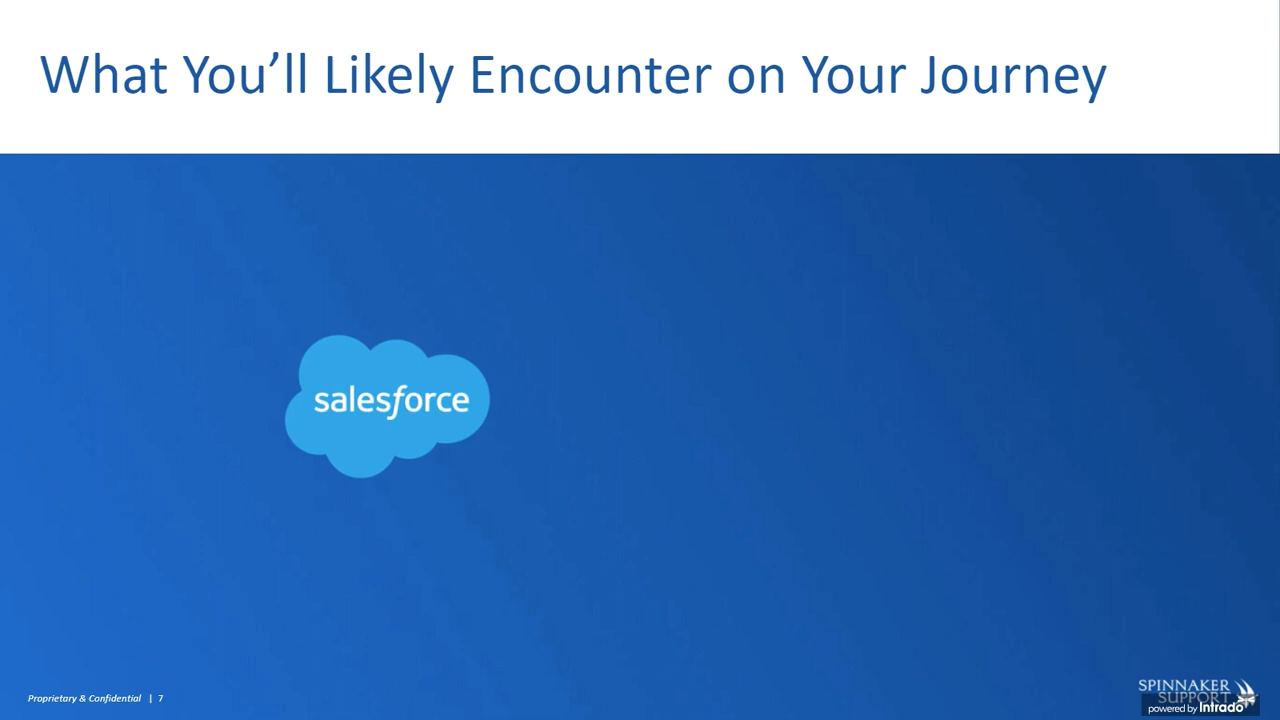 What You’ll Likely Encounter on Your Journey
salesforce
Proprietary & Confidential | 7
SPINNAKER
SUPPORT
powered by Intrado